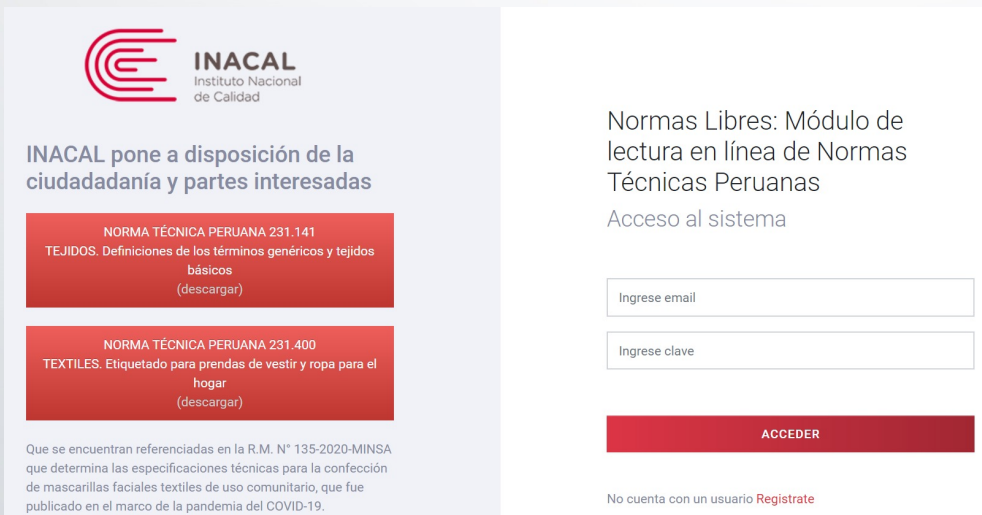 INACAL
Instituto Nacional
de Calidad
INACAL pone a disposición de la
ciudadadanía y partes interesadas
NORMA TÉCNICA PERUANA 231.141
TEJIDOS. Definiciones de los términos genéricos y tejidos
básicos
(descargar)
NORMA TÉCNICA PERUANA 231.400
TEXTILES. Etiquetado para prendas de vestir y ropa para el
hogar
(descargar)
Que se encuentran referenciadas en la R.M. N° 135-2020-MINSA
que determina las especificaciones técnicas para la confección
de mascarillas faciales textiles de uso comunitario, que fue
publicado en el marco de la pandemia del COVID-19.
Normas Libres: Módulo de
lectura en línea de Normas
Técnicas Peruanas
Acceso al sistema
Ingrese email
Ingrese clave
ACCEDER
No cuenta con un usuario Registrate